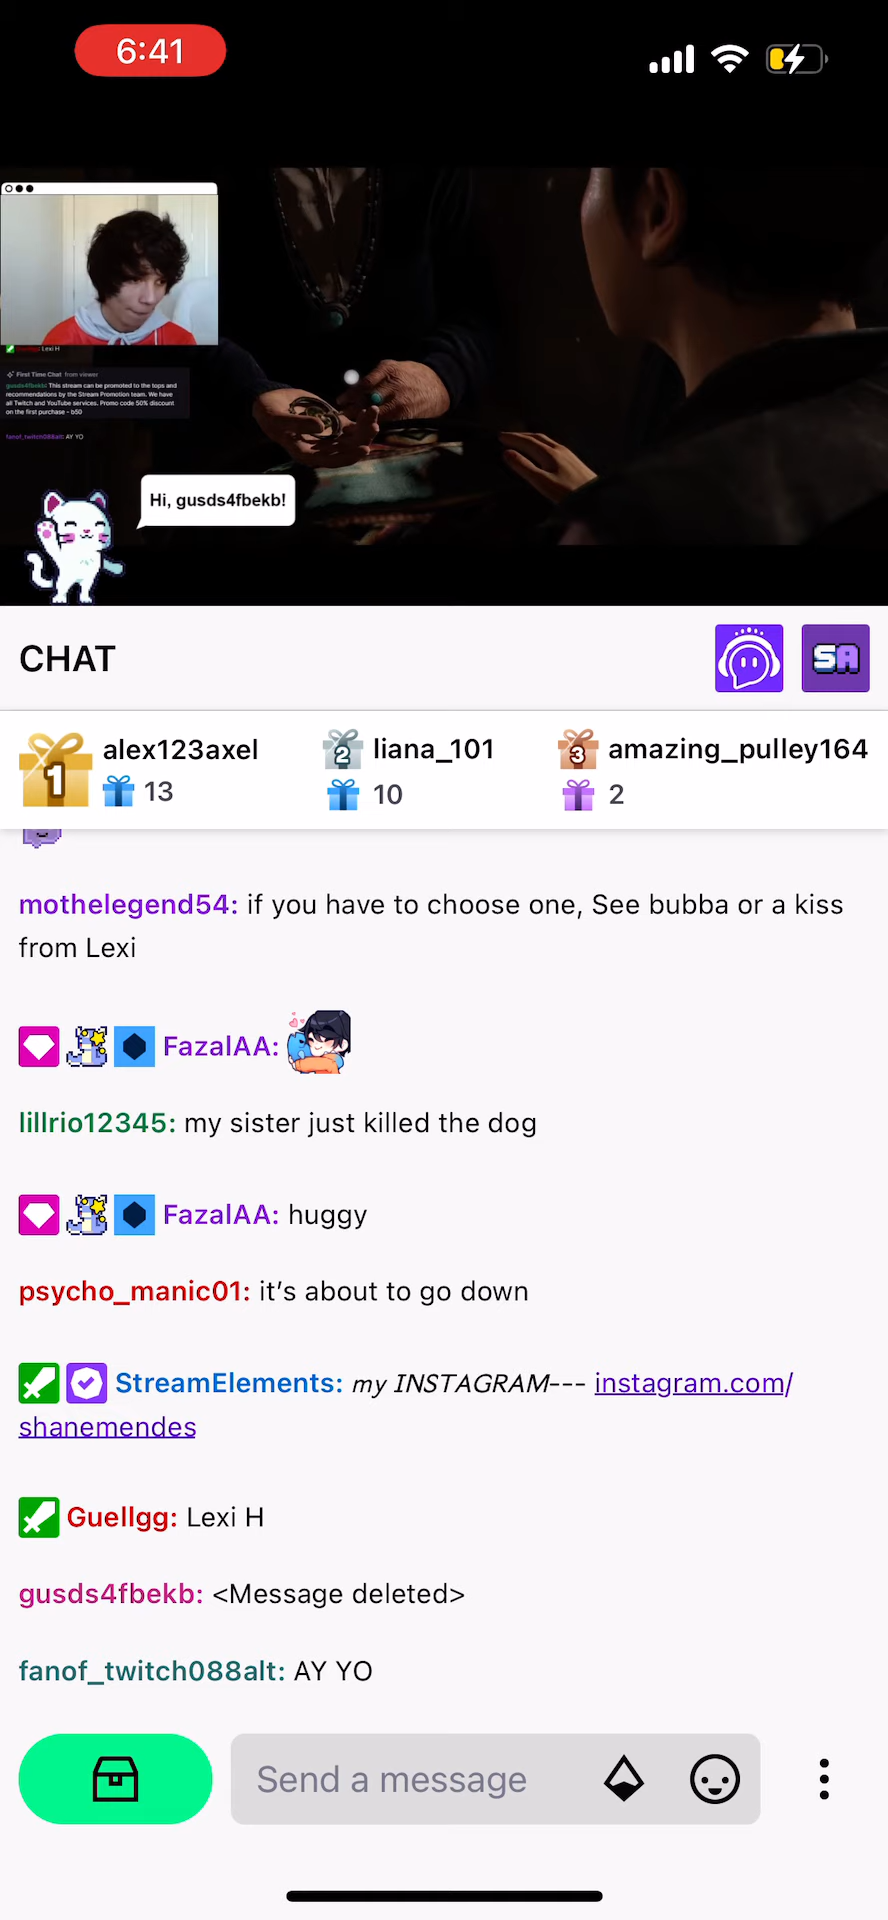 6:41
Guellgg Lexi H
First Time Chat from viewer
gusds4fbekb: This stream can be promoted to the tops and
recommendations by the Stream Promotion team. We have
all Twitch and YouTube services. Promo code 50% discount
on the first purchase - b50
fanof_twitch088alt: AY YO
Hi, gusds4fbekb!
CHAT
SA
1
alex123axel
13
2
liana_101
10
3
amazing_pulley164
2
mothelegend54: if you have to choose one, See bubba or a kiss
from Lexi
FazalAA:
lillrio12345: my sister just killed the dog
FazalAA: huggy
psycho_manic01: it’s about to go down
StreamElements: my INSTAGRAM--- instagram.com/
shanemendes
Guellgg: Lexi H
gusds4fbekb: <Message deleted>
fanof_twitch088alt: AY YO
Send a message